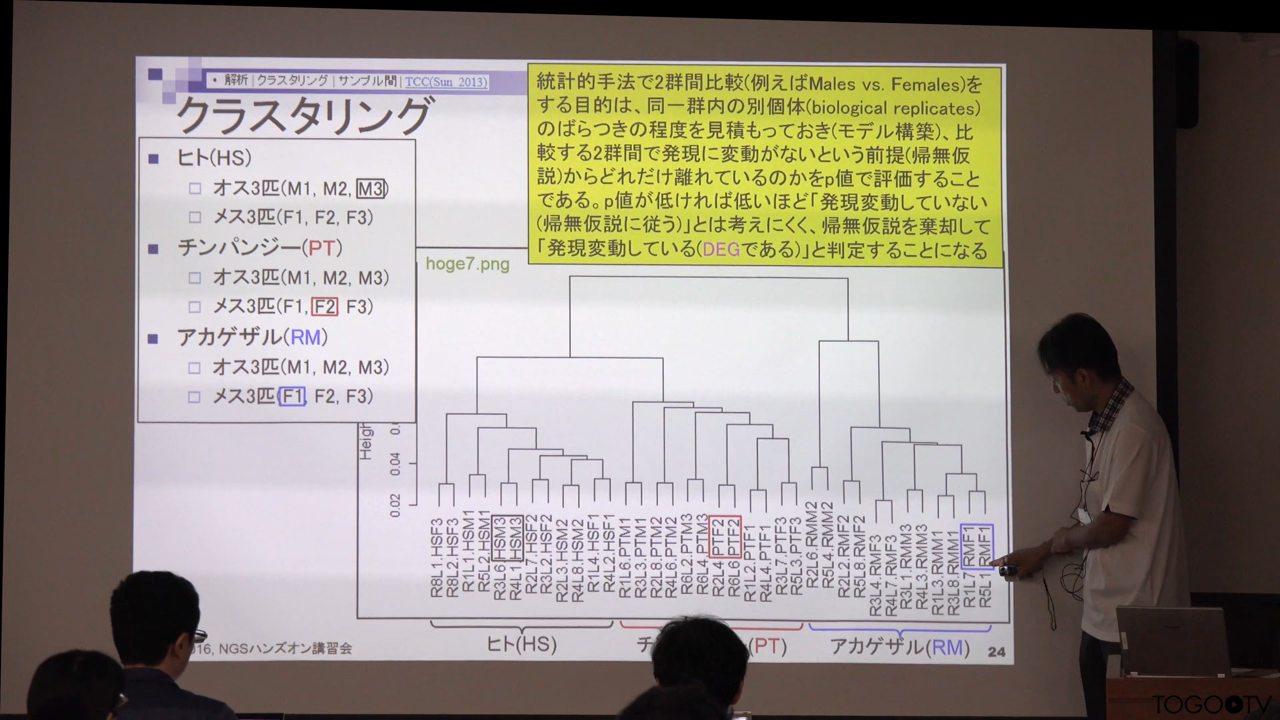 • 解析 | クラスタリング | サンプル間 | TCC(Sun_2013)
クラスタリング
統計的手法で2群間比較(例えばMales vs. Females)を
する目的は、同一群内の別個体(biological replicates)
のばらつきの程度を見積もっておき(モデル構築)、比
較する2群間で発現に変動がないという前提(帰無仮
説)からどれだけ離れているのかをp値で評価すること
である。p値が低ければ低いほど「発現変動していない
(帰無仮説に従う)」とは考えにくく、帰無仮説を棄却して
「発現変動している(DEGである)」と判定することになる
ヒト(HS)
オス3匹(M1, M2, M3)
メス3匹(F1, F2, F3)
チンパンジー(PT)
オス3匹(M1, M2, M3)
メス3匹(F1, F2, F3)
アカゲザル(RM)
オス3匹(M1, M2, M3)
メス3匹(F1, F2, F3)
hoge7.png
Heigh
0.04
0.02
R8L1.HSF3
R8L2.HSF3
R1L1.HSM1
R5L2.HSM1
R3L6.HSM3
R4L1.HSM3
R2L7.HSF2
R3L2.HSF2
R2L3.HSM2
R8L8.HSM2
R1L4.HSF1
R4L2.HSF1
R1L6.PTM1
R3L3.PTM1
R2L8.PTM2
R4L6.PTM2
R6L2.PTM3
R6L4.PTM3
R2L4.PTF2
R6L6.PTF2
R1L2.PTF1
R4L4.PTF1
R3L7.PTF3
R5L3.PTF3
R2L6.RMM2
R5L4.RMM2
R2L2.RMF2
R5L8.RMF2
R3L4.RMF3
R4L7.RMF3
R3L1.RMM3
R4L3.RMM3
R1L3.RMM1
R3L8.RMM1
R1L7.RMF1
R5L1.RMF1
ヒト(HS)
(PT)
アカゲザル(RM)
016, NGSハンズオン講習会
24
TOGOTV